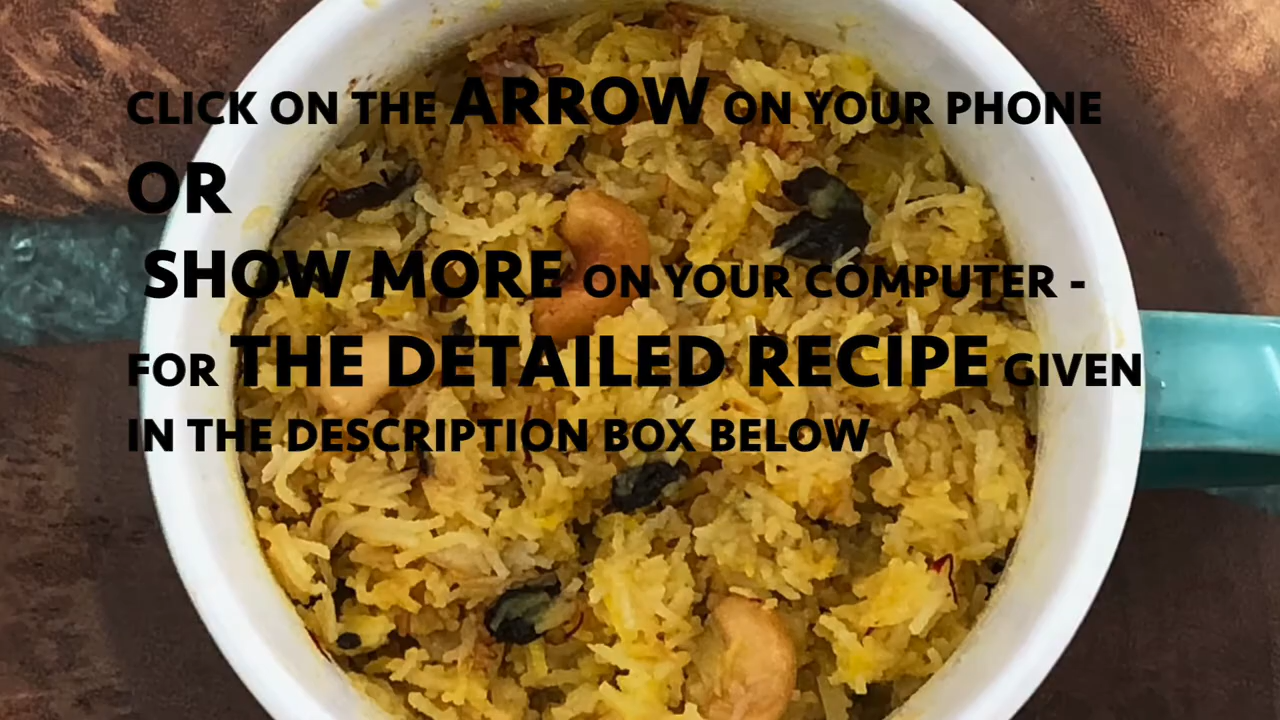 CLICK ON THE ARROW ON YOUR PHONE
OR
SHOW MORE ON YOUR COMPUTER -
FOR THE DETAILED RECIPE GIVEN
IN THE DESCRIPTION BOX BELOW